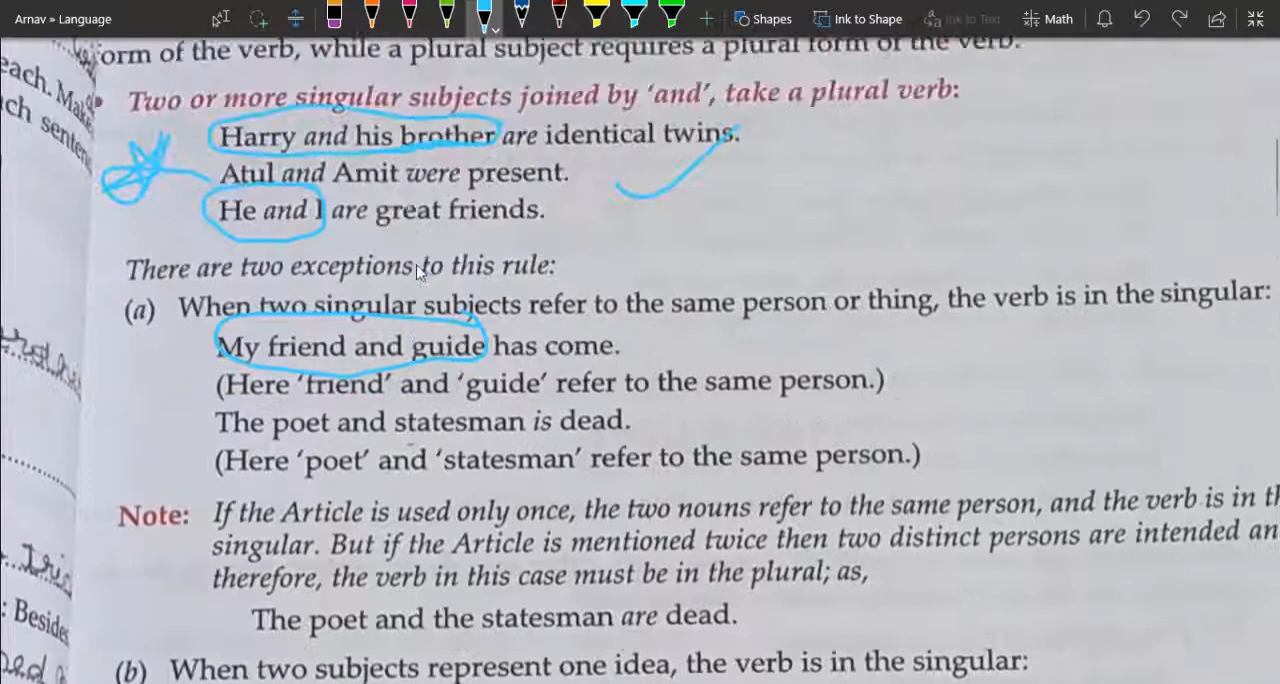 Arnav » Language
Shapes
Ink to Shape
Ink to Text
Math
form of the verb, while a plural subject requires a plural form of the verb.
each. Make
ch senten
Two or more singular subjects joined by ‘and’, take a plural verb:
Harry and his brother are identical twins.
Atul and Amit were present.
He and I are great friends.
There are two exceptions to this rule:
(a) When two singular subjects refer to the same person or thing, the verb is in the singular:
My friend and guide has come.
(Here ‘friend’ and ‘guide’ refer to the same person.)
The poet and statesman is dead.
(Here ‘poet’ and ‘statesman’ refer to the same person.)
Note: If the Article is used only once, the two nouns refer to the same person, and the verb is in th
singular. But if the Article is mentioned twice then two distinct persons are intended an
therefore, the verb in this case must be in the plural; as,
The poet and the statesman are dead.
: Besides
(b) When two subjects represent one idea, the verb is in the singular: